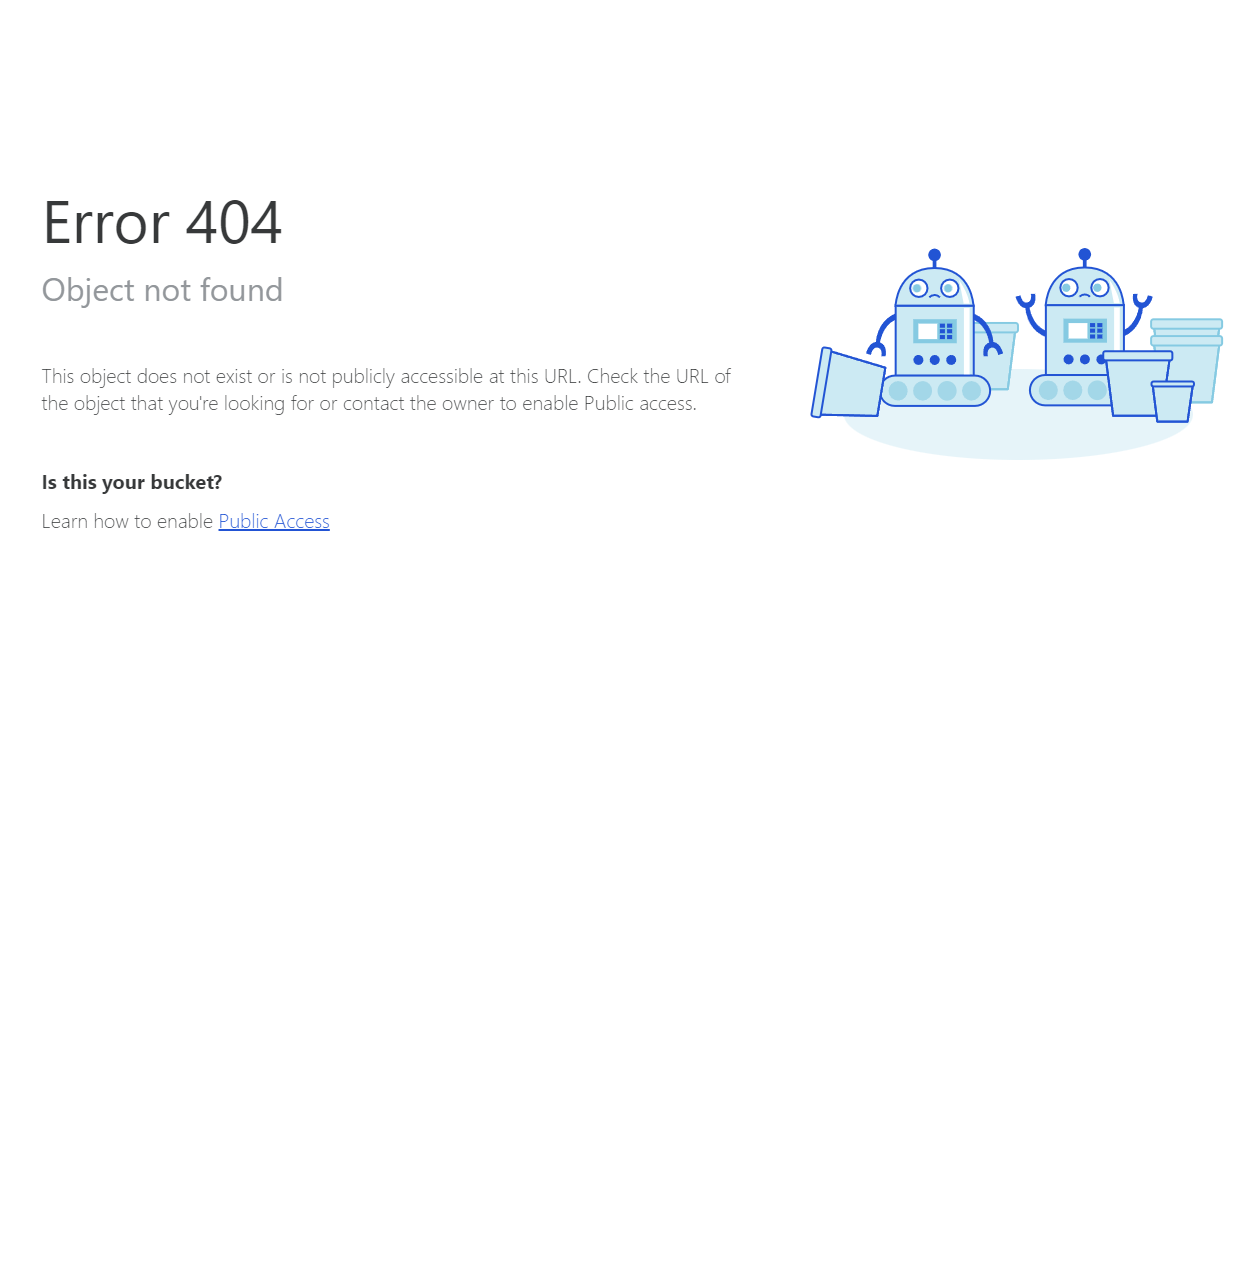 Error 404
Object not found
This object does not exist or is not publicly accessible at this URL. Check the URL of
the object that you're looking for or contact the owner to enable Public access.
Is this your bucket?
Learn how to enable Public Access